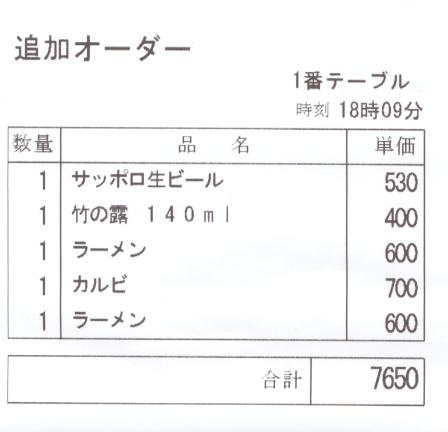 追加オーダー
1番テーブル
時刻 18時09分
数量 品 名 単価
1 サッポロ生ビール 530
1 竹の露 140ml 400
1 ラーメン 600
1 カルビ 700
1 ラーメン 600
合計 7650